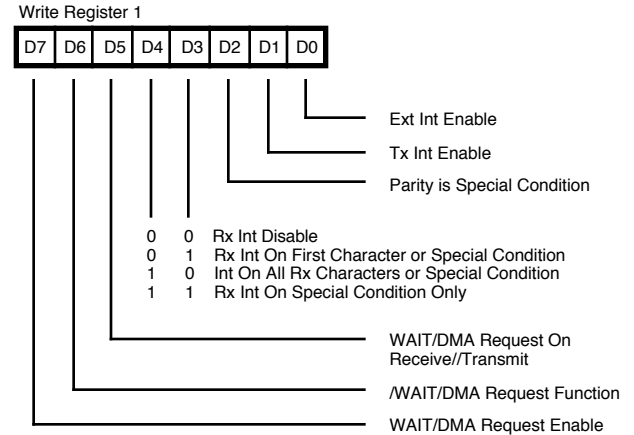 Write Register 1
D7 D6 D5 D4 D3 D2 D1 D0
Ext Int Enable
Tx Int Enable
Parity is Special Condition
0 0 Rx Int Disable
0 1 Rx Int On First Character or Special Condition
1 0 Int On All Rx Characters or Special Condition
1 1 Rx Int On Special Condition Only
WAIT/DMA Request On
Receive//Transmit
/WAIT/DMA Request Function
WAIT/DMA Request Enable